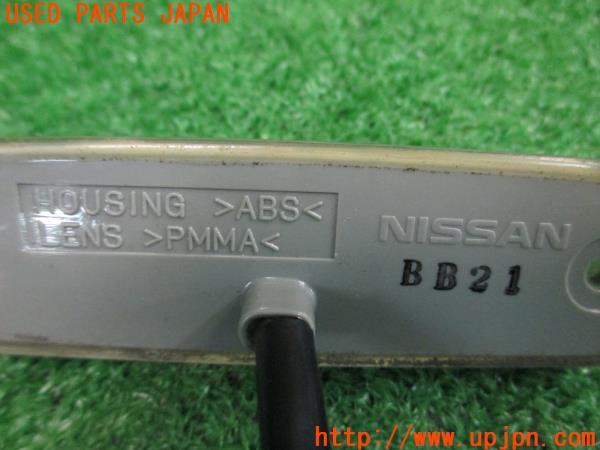 USED PARTS JAPAN
HOUSING >ABS<
LENS >PMMA<
NISSAN
BB21
http://www.upjpn.com